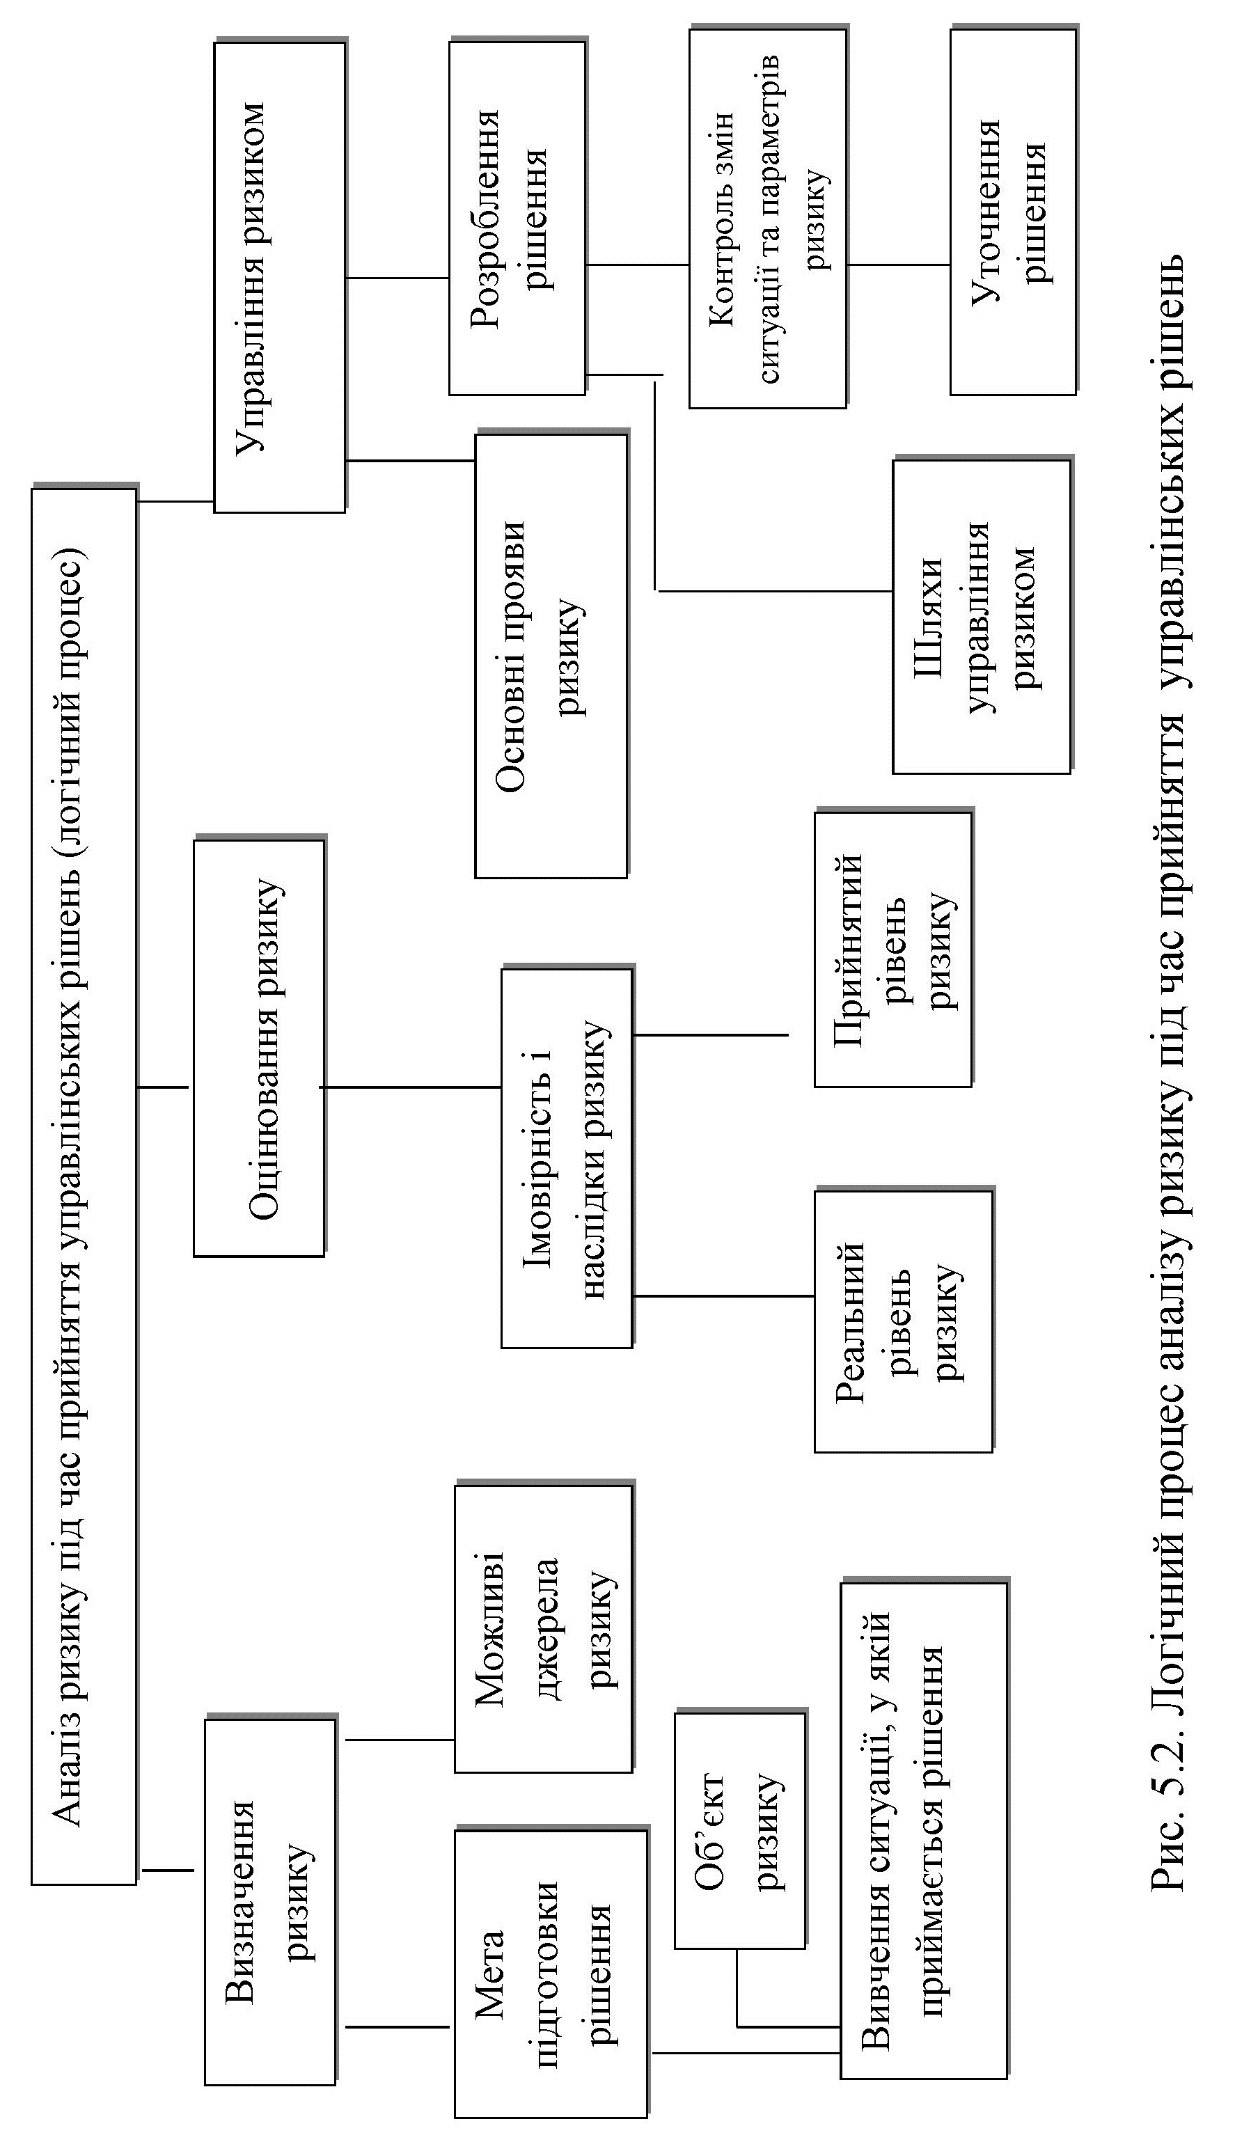 Аналіз ризику під час прийняття управлінських рішень (логічний процес)
Визначення
ризику
Оцінювання ризику
Управління ризиком
Мета
підготовки
рішення
Можливі
джерела
ризику
Імовірність і
наслідки ризику
Основні прояви
ризику
Розроблення
рішення
Об’єкт
ризику
Контроль змін
ситуації та параметрів
ризику
Вивчення ситуації, у якій
приймається рішення
Реальний
рівень
ризику
Прийнятий
рівень
ризику
Шляхи
управління
ризиком
Уточнення
рішення
Рис. 5.2. Логічний процес аналізу ризику під час прийняття управлінських рішень